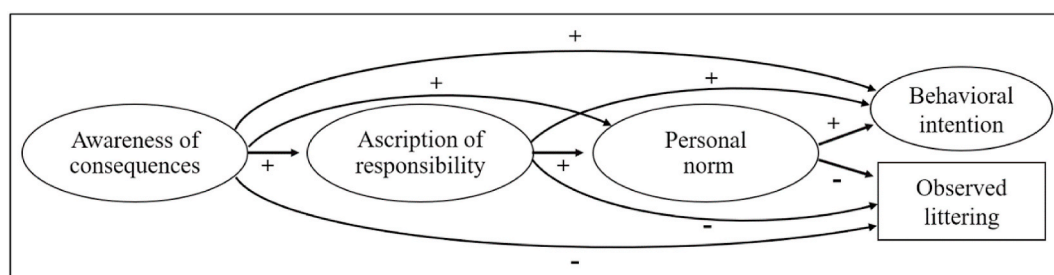 +
+
+
Behavioral
intention
Awareness of
consequences
Ascription of
responsibility
Personal
norm
+
+
+
-
Observed
littering
-
-